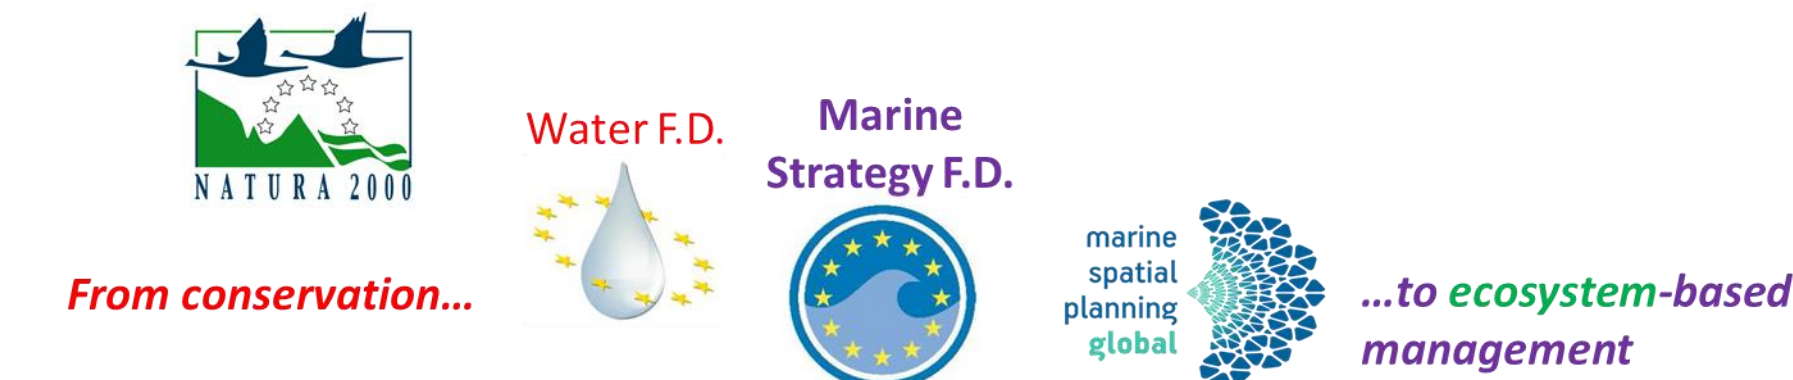 NATURA 2000
From conservation...
Water F.D.
Marine
Strategy F.D.
marine
spatial
planning
global
...to ecosystem-based
management